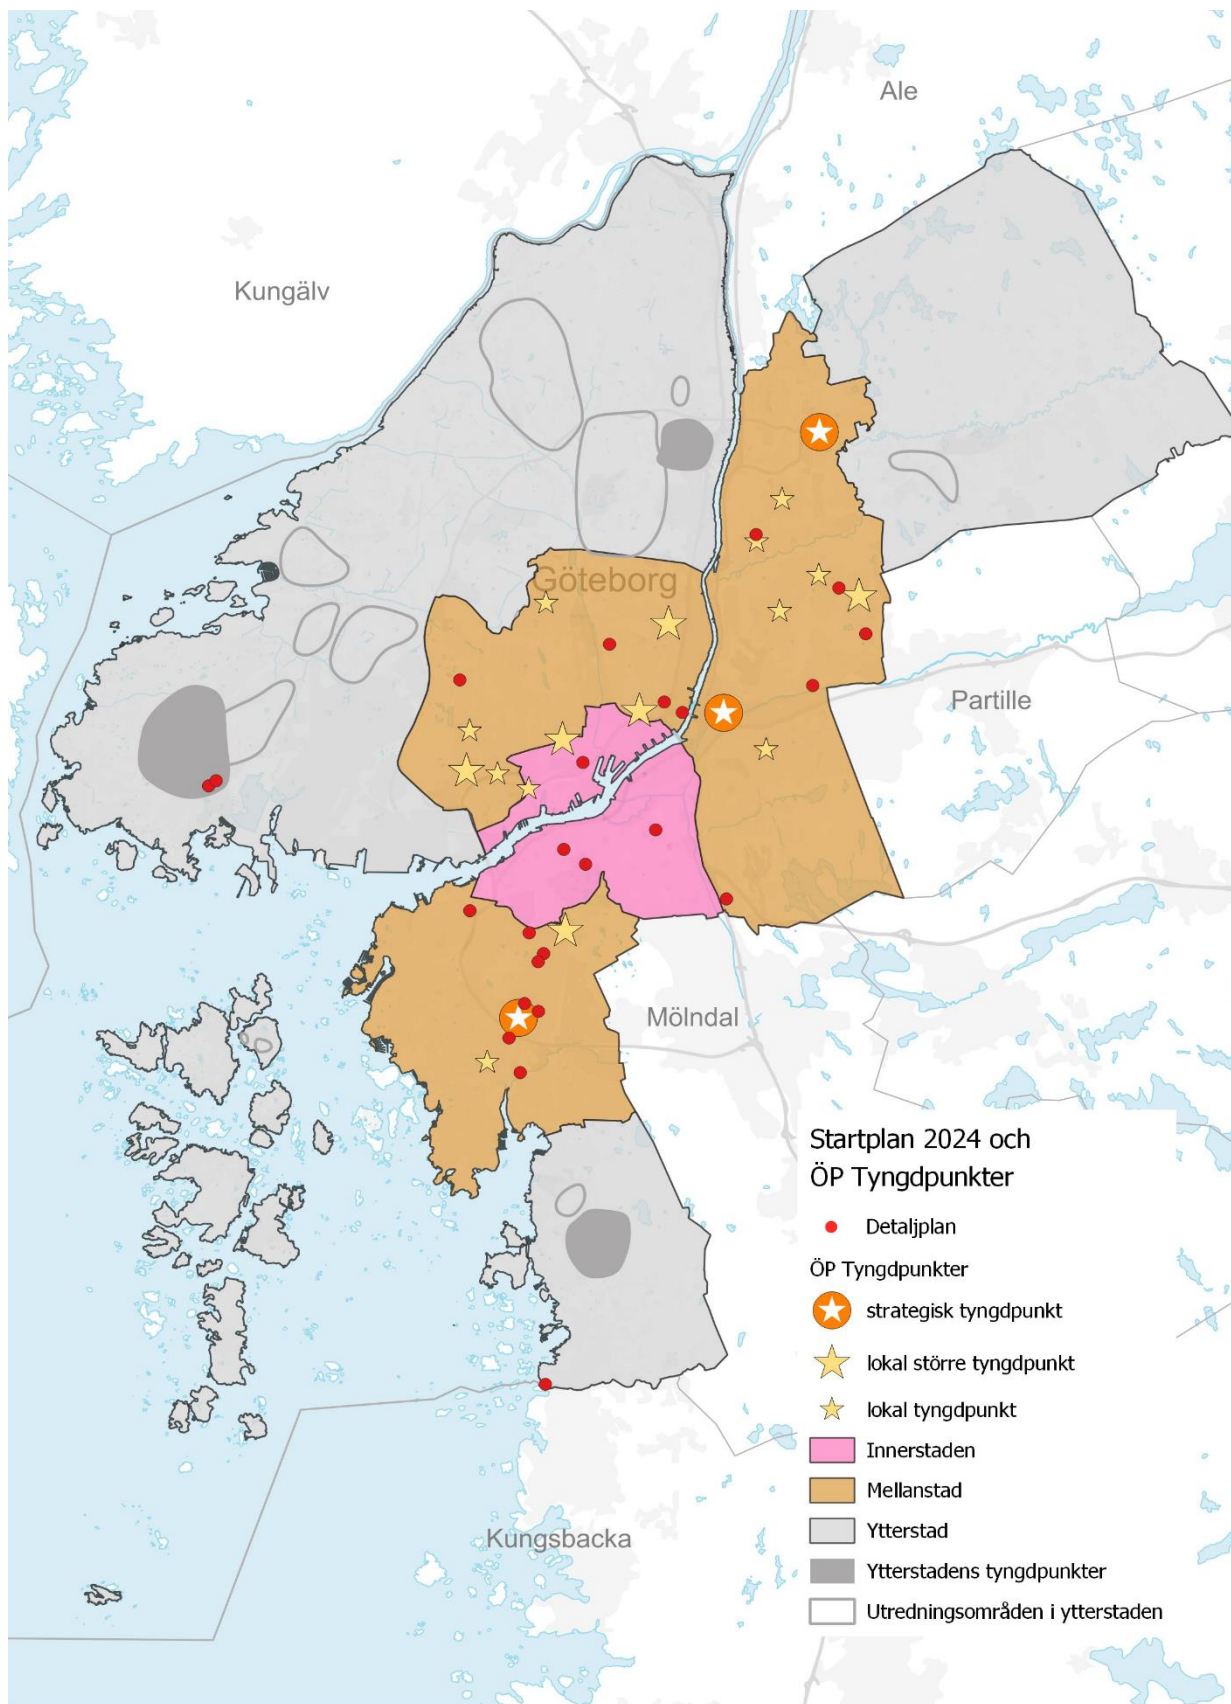 Ale
Kungälv
Göteborg
Partille
Mölndal
Kungsbacka
Startplan 2024 och
ÖP Tyngdpunkter
Detaljplan
ÖP Tyngdpunkter
strategisk tyngdpunkt
lokal större tyngdpunkt
lokal tyngdpunkt
Innerstaden
Mellanstad
Ytterstad
Ytterstadens tyngdpunkter
Utredningsområden i ytterstaden